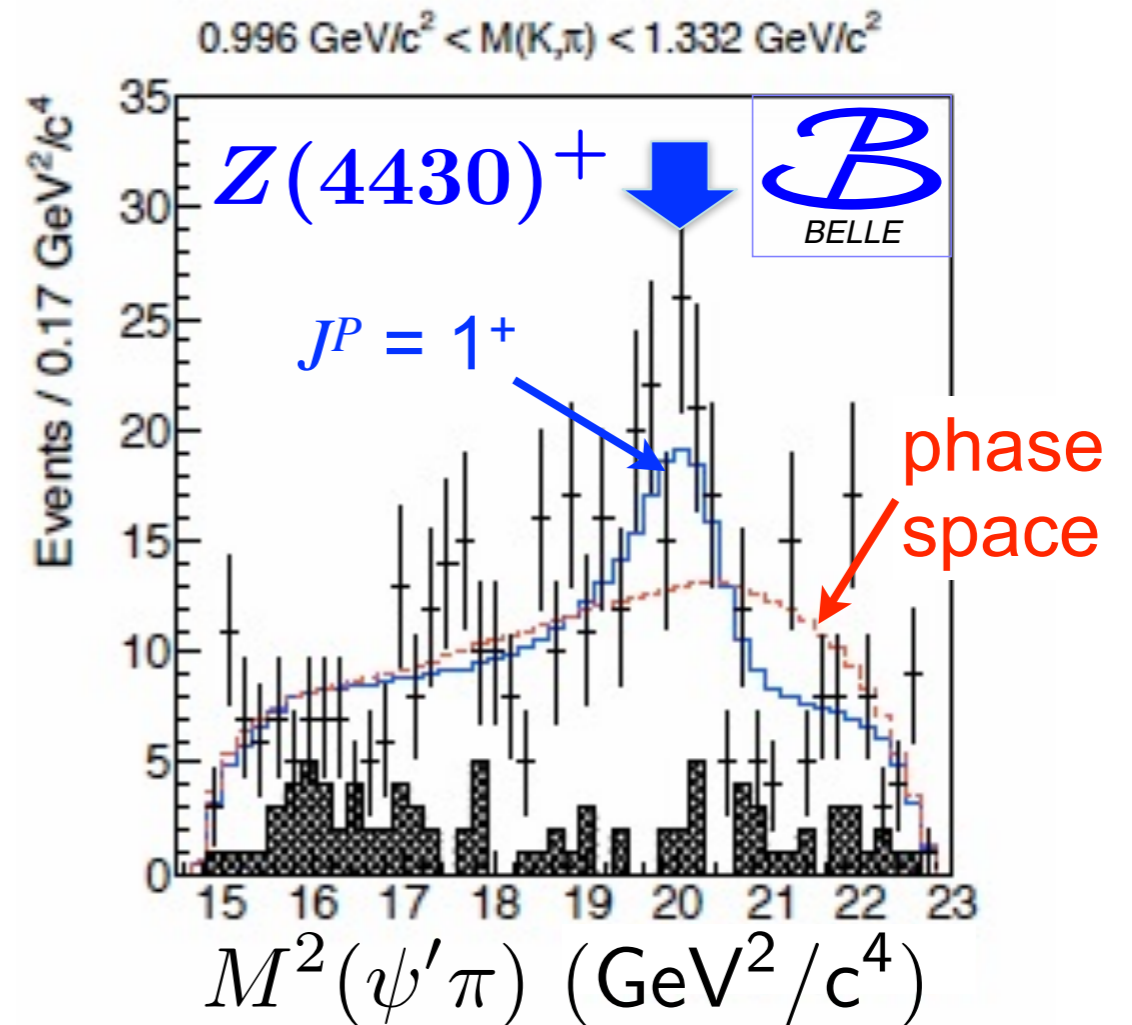 0.996 GeV/c² < M(K,π) < 1.332 GeV/c²
Events / 0.17 GeV²/c⁴
35
30
25
20
15
10
5
0
Z(4430)⁺
B
BELLE
Jᴾ = 1⁺
phase
space
15 16 17 18 19 20 21 22 23
M²(ψ′π) (GeV²/c⁴)